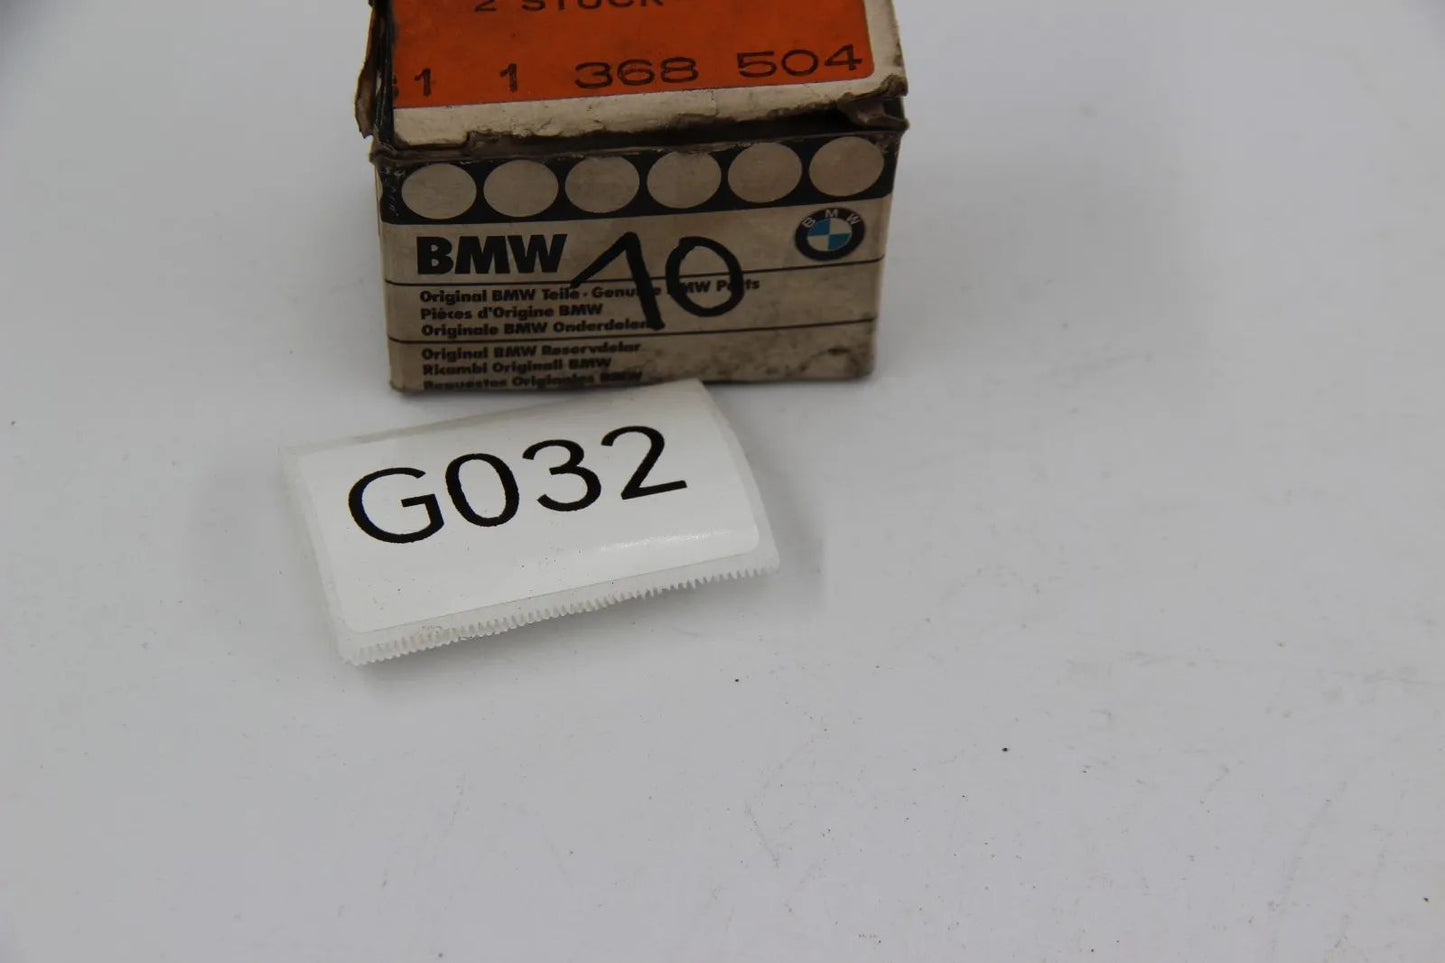 2 STÜCK
1 1 368 504
BMW
BMW
10
Original BMW Teile · Genuine BMW Parts
Pièces d'Origine BMW
Originale BMW Onderdelen
Original BMW Reservdelar
Ricambi Originali BMW
Repuestos Originales BMW
G032